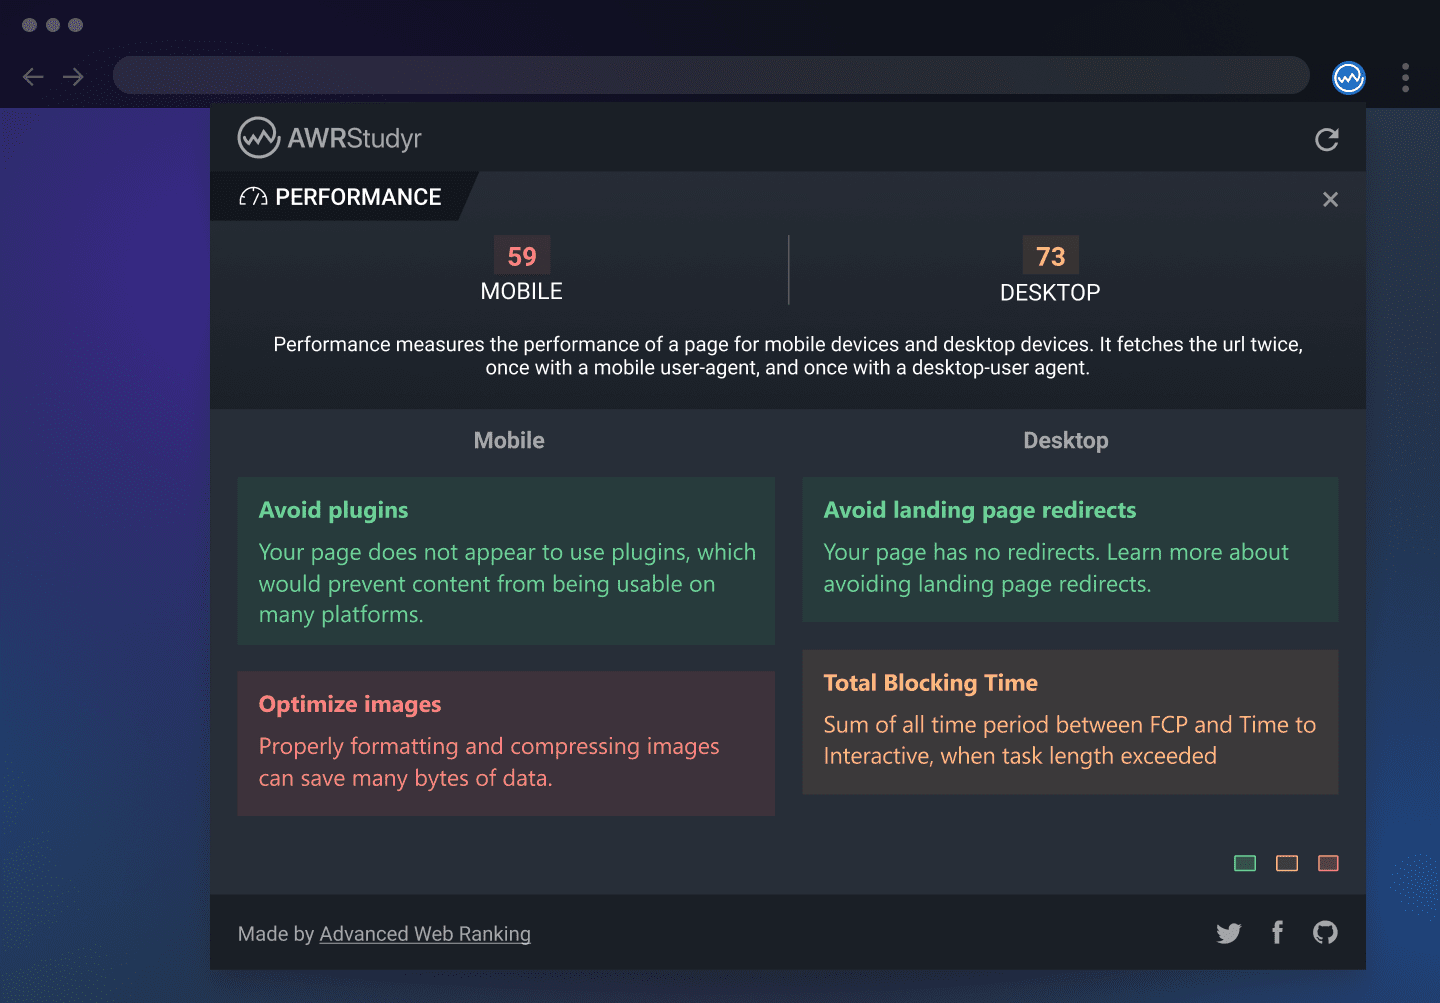 AWRStudyr
PERFORMANCE
59
MOBILE
73
DESKTOP
Performance measures the performance of a page for mobile devices and desktop devices. It fetches the url twice,
once with a mobile user-agent, and once with a desktop-user agent.
Mobile
Avoid plugins
Your page does not appear to use plugins, which
would prevent content from being usable on
many platforms.
Optimize images
Properly formatting and compressing images
can save many bytes of data.
Desktop
Avoid landing page redirects
Your page has no redirects. Learn more about
avoiding landing page redirects.
Total Blocking Time
Sum of all time period between FCP and Time to
Interactive, when task length exceeded
Made by Advanced Web Ranking